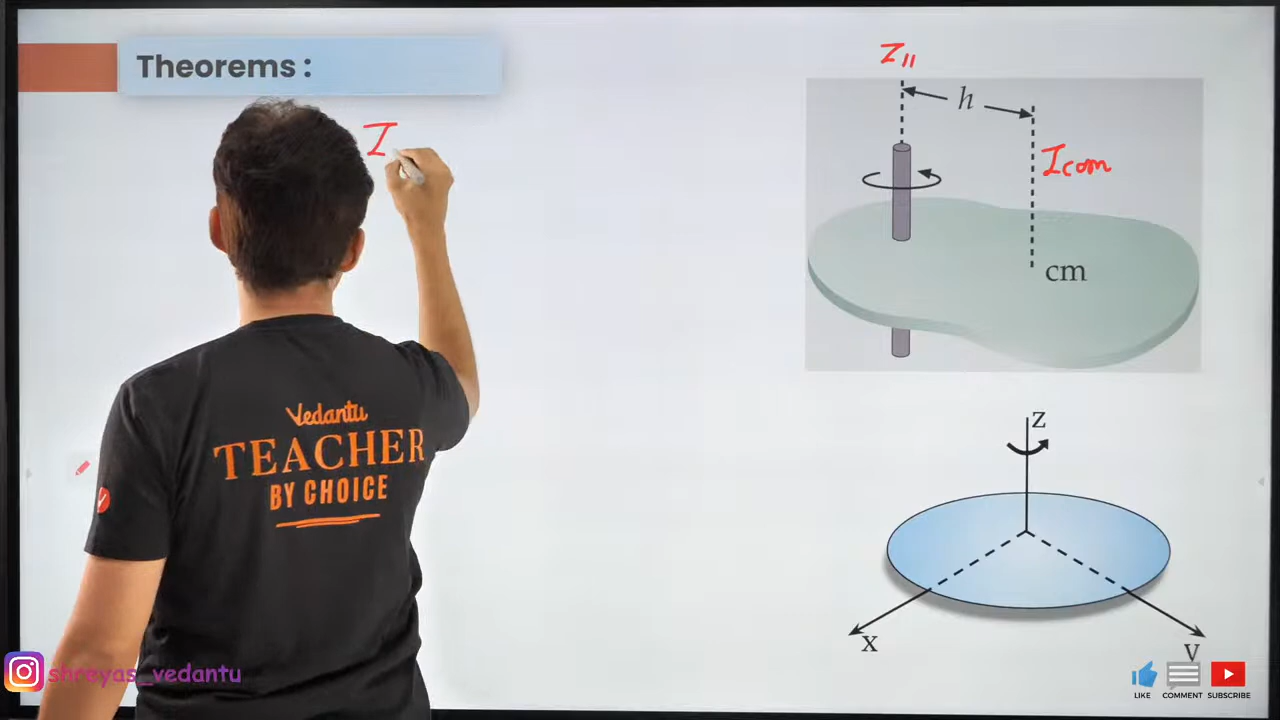 Theorems :
I
I||
h
Icom
cm
Vedantu
TEACHER
BY CHOICE
z
x
y
shreyas_vedantu
LIKE
COMMENT
SUBSCRIBE